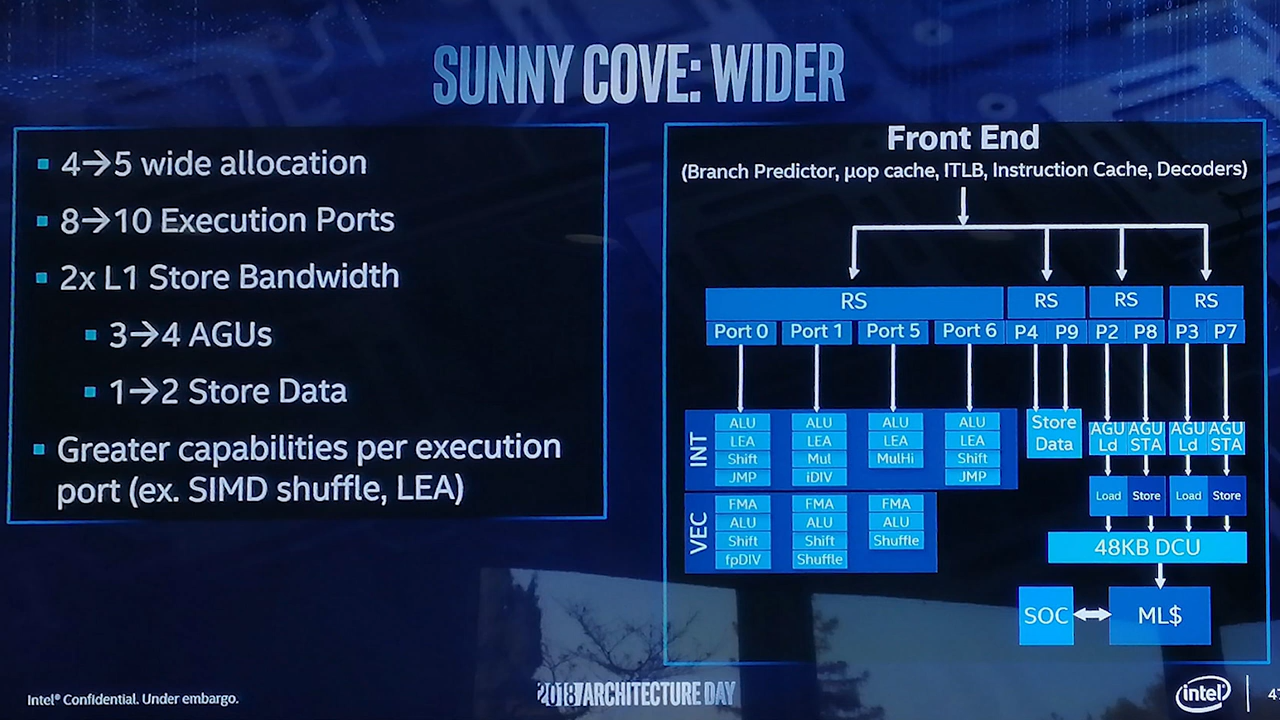 SUNNY COVE: WIDER
4→5 wide allocation
8→10 Execution Ports
2x L1 Store Bandwidth
3→4 AGUs
1→2 Store Data
Greater capabilities per execution
port (ex. SIMD shuffle, LEA)
Front End
(Branch Predictor, µop cache, ITLB, Instruction Cache, Decoders)
RS RS RS RS
Port 0 Port 1 Port 5 Port 6 P4 P9 P2 P8 P3 P7
INT
ALU ALU ALU ALU
LEA LEA LEA LEA
Shift Mul MulHi Shift
JMP iDIV JMP
Store
Data
AGU AGU AGU AGU
Ld STA Ld STA
VEC
FMA FMA FMA
ALU ALU ALU
Shift Shift Shuffle
fpDIV Shuffle
Load Store Load Store
48KB DCU
SOC ML$
Intel® Confidential. Under embargo.
2018 ARCHITECTURE DAY
intel